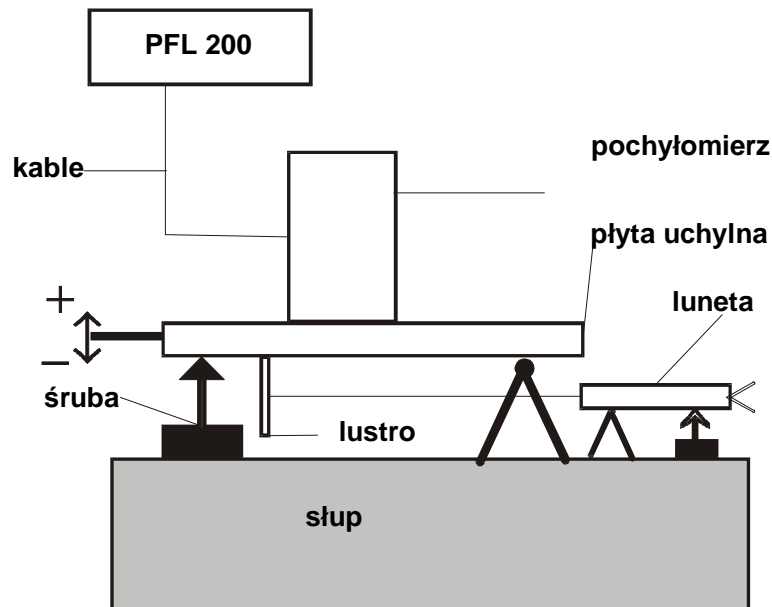 PFL 200
pochyłomierz
kable
płyta uchylna
+
luneta
–
śruba
lustro
słup